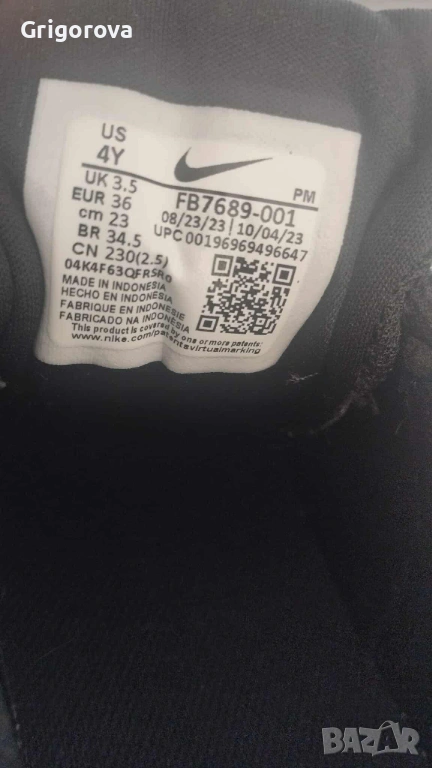 Grigorova
US
4Y
UK 3.5
EUR 36
cm 23
BR 34.5
CN 230(2.5)
04K4F63QFRSR0
PM
FB7689-001
08/23/23 | 10/04/23
UPC 00196969496647
MADE IN INDONESIA
HECHO EN INDONESIA
FABRIQUE EN INDONESIE
FABRICADO NA INDONÉSIA
This product is covered by one or more patents
www.nike.com/patentsvirtualmarking
BAZAR